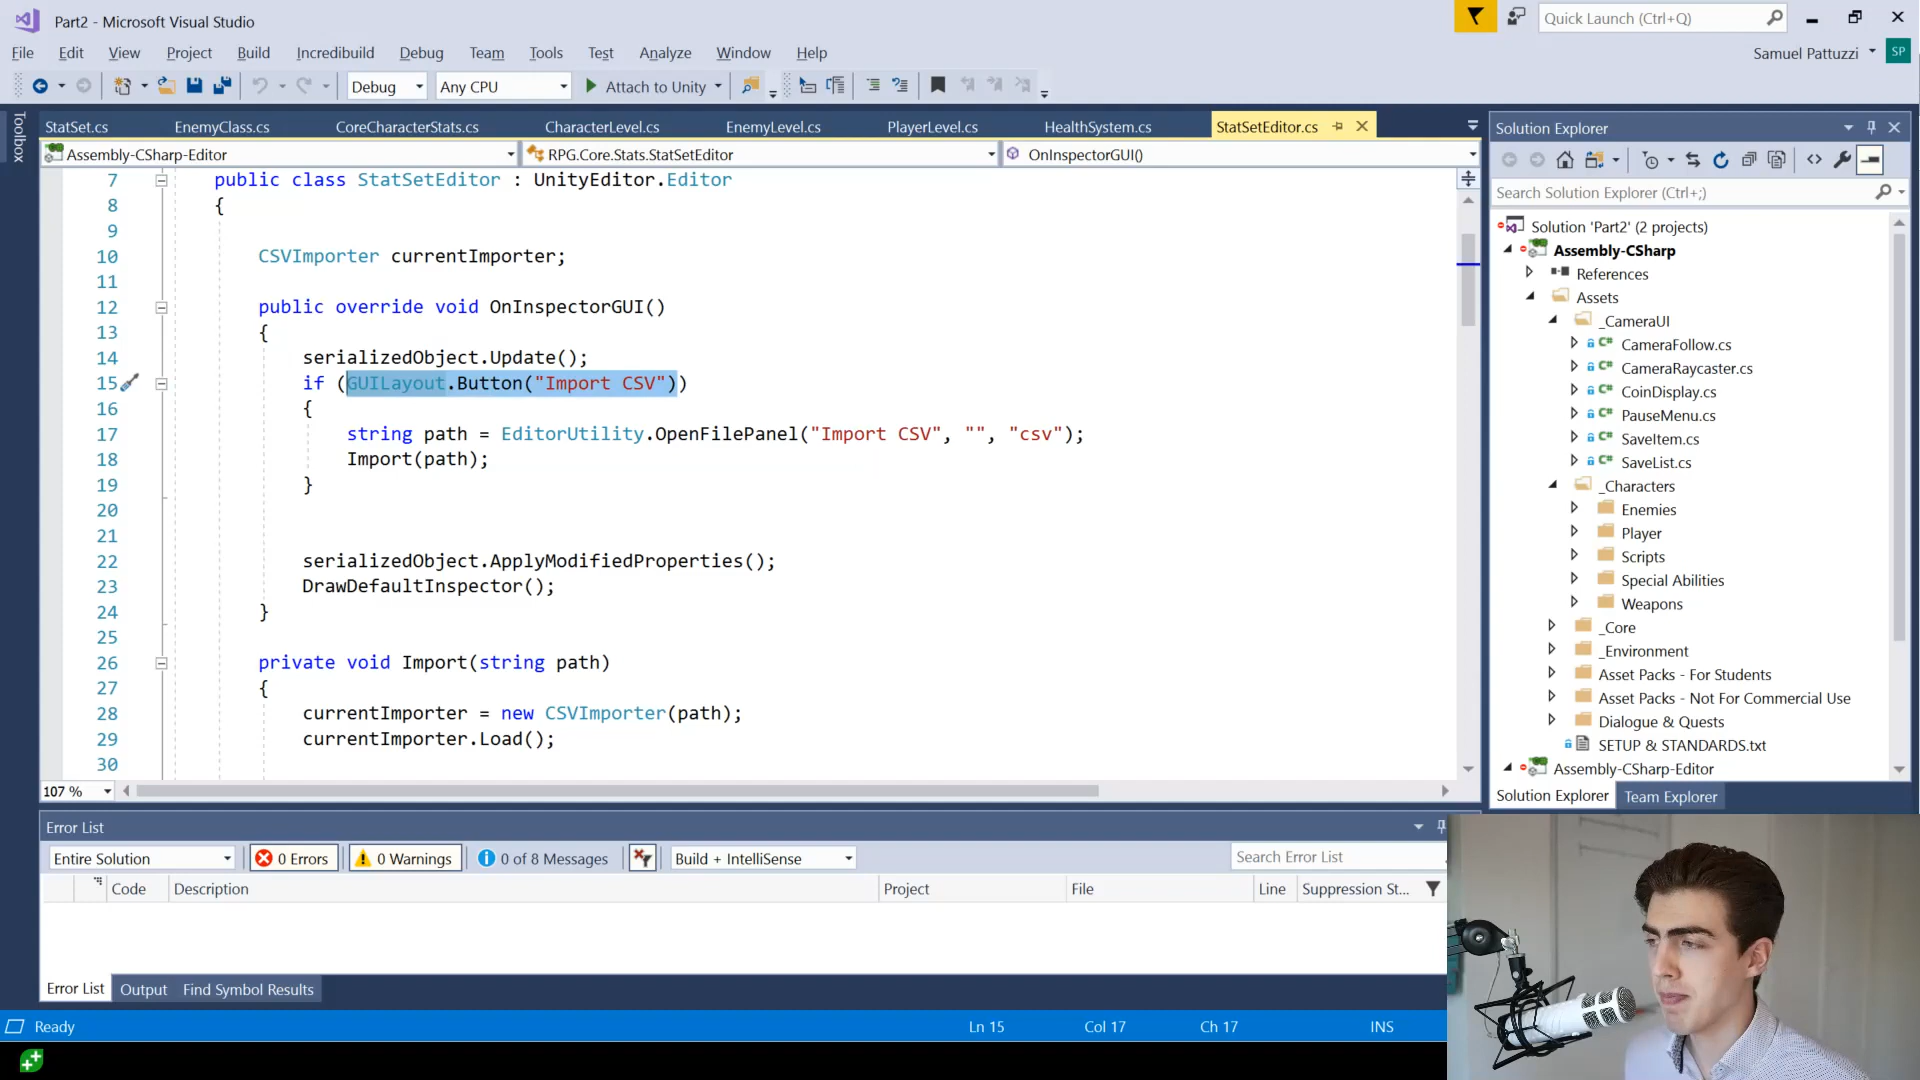 Part2 - Microsoft Visual Studio
Quick Launch (Ctrl+Q)
File Edit View Project Build Incredibuild Debug Team Tools Test Analyze Window Help
Samuel Pattuzzi SP
Debug Any CPU Attach to Unity
Toolbox
StatSet.cs EnemyClass.cs CoreCharacterStats.cs CharacterLevel.cs EnemyLevel.cs PlayerLevel.cs HealthSystem.cs StatSetEditor.cs
Assembly-CSharp-Editor RPG.Core.Stats.StatSetEditor OnInspectorGUI()
7 public class StatSetEditor : UnityEditor.Editor
8 {
9
10 CSVImporter currentImporter;
11
12 public override void OnInspectorGUI()
13 {
14 serializedObject.Update();
15 if (GUILayout.Button("Import CSV"))
16 {
17 string path = EditorUtility.OpenFilePanel("Import CSV", "", "csv");
18 Import(path);
19 }
20
21
22 serializedObject.ApplyModifiedProperties();
23 DrawDefaultInspector();
24 }
25
26 private void Import(string path)
27 {
28 currentImporter = new CSVImporter(path);
29 currentImporter.Load();
30
107 %
Solution Explorer
Search Solution Explorer (Ctrl+;)
Solution 'Part2' (2 projects)
Assembly-CSharp
References
Assets
_CameraUI
CameraFollow.cs
CameraRaycaster.cs
CoinDisplay.cs
PauseMenu.cs
SaveItem.cs
SaveList.cs
_Characters
Enemies
Player
Scripts
Special Abilities
Weapons
_Core
_Environment
Asset Packs - For Students
Asset Packs - Not For Commercial Use
Dialogue & Quests
SETUP & STANDARDS.txt
Assembly-CSharp-Editor
Solution Explorer Team Explorer
Error List
Entire Solution 0 Errors 0 Warnings 0 of 8 Messages Build + IntelliSense Search Error List
Code Description Project File Line Suppression St...
Error List Output Find Symbol Results
Ready Ln 15 Col 17 Ch 17 INS